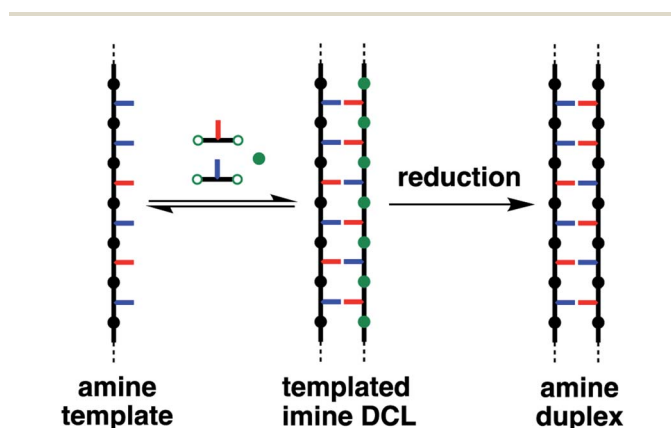 reduction
amine
template
templated
imine DCL
amine
duplex